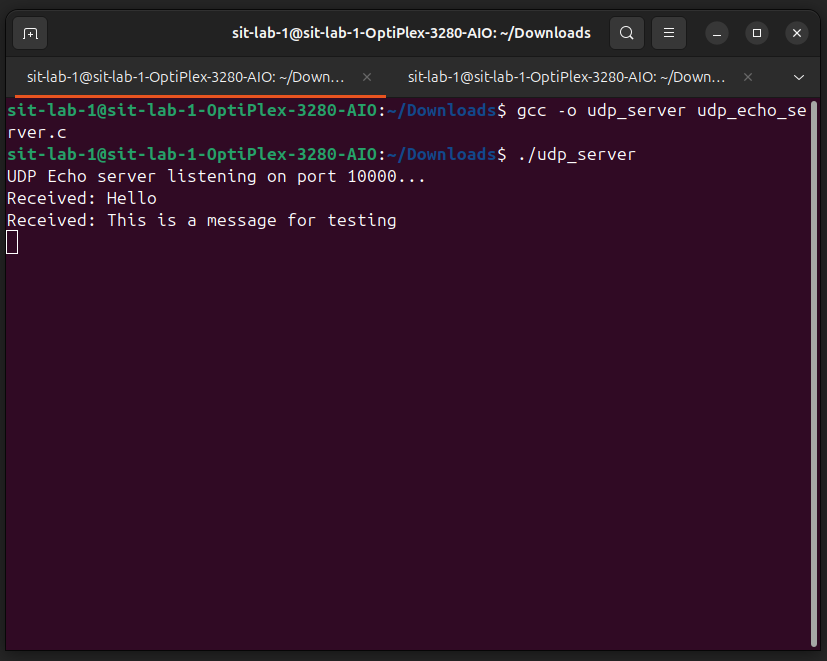 sit-lab-1@sit-lab-1-OptiPlex-3280-AIO: ~/Downloads
sit-lab-1@sit-lab-1-OptiPlex-3280-AIO: ~/Down...
sit-lab-1@sit-lab-1-OptiPlex-3280-AIO: ~/Down...
sit-lab-1@sit-lab-1-OptiPlex-3280-AIO:~/Downloads$ gcc -o udp_server udp_echo_se
rver.c
sit-lab-1@sit-lab-1-OptiPlex-3280-AIO:~/Downloads$ ./udp_server
UDP Echo server listening on port 10000...
Received: Hello
Received: This is a message for testing